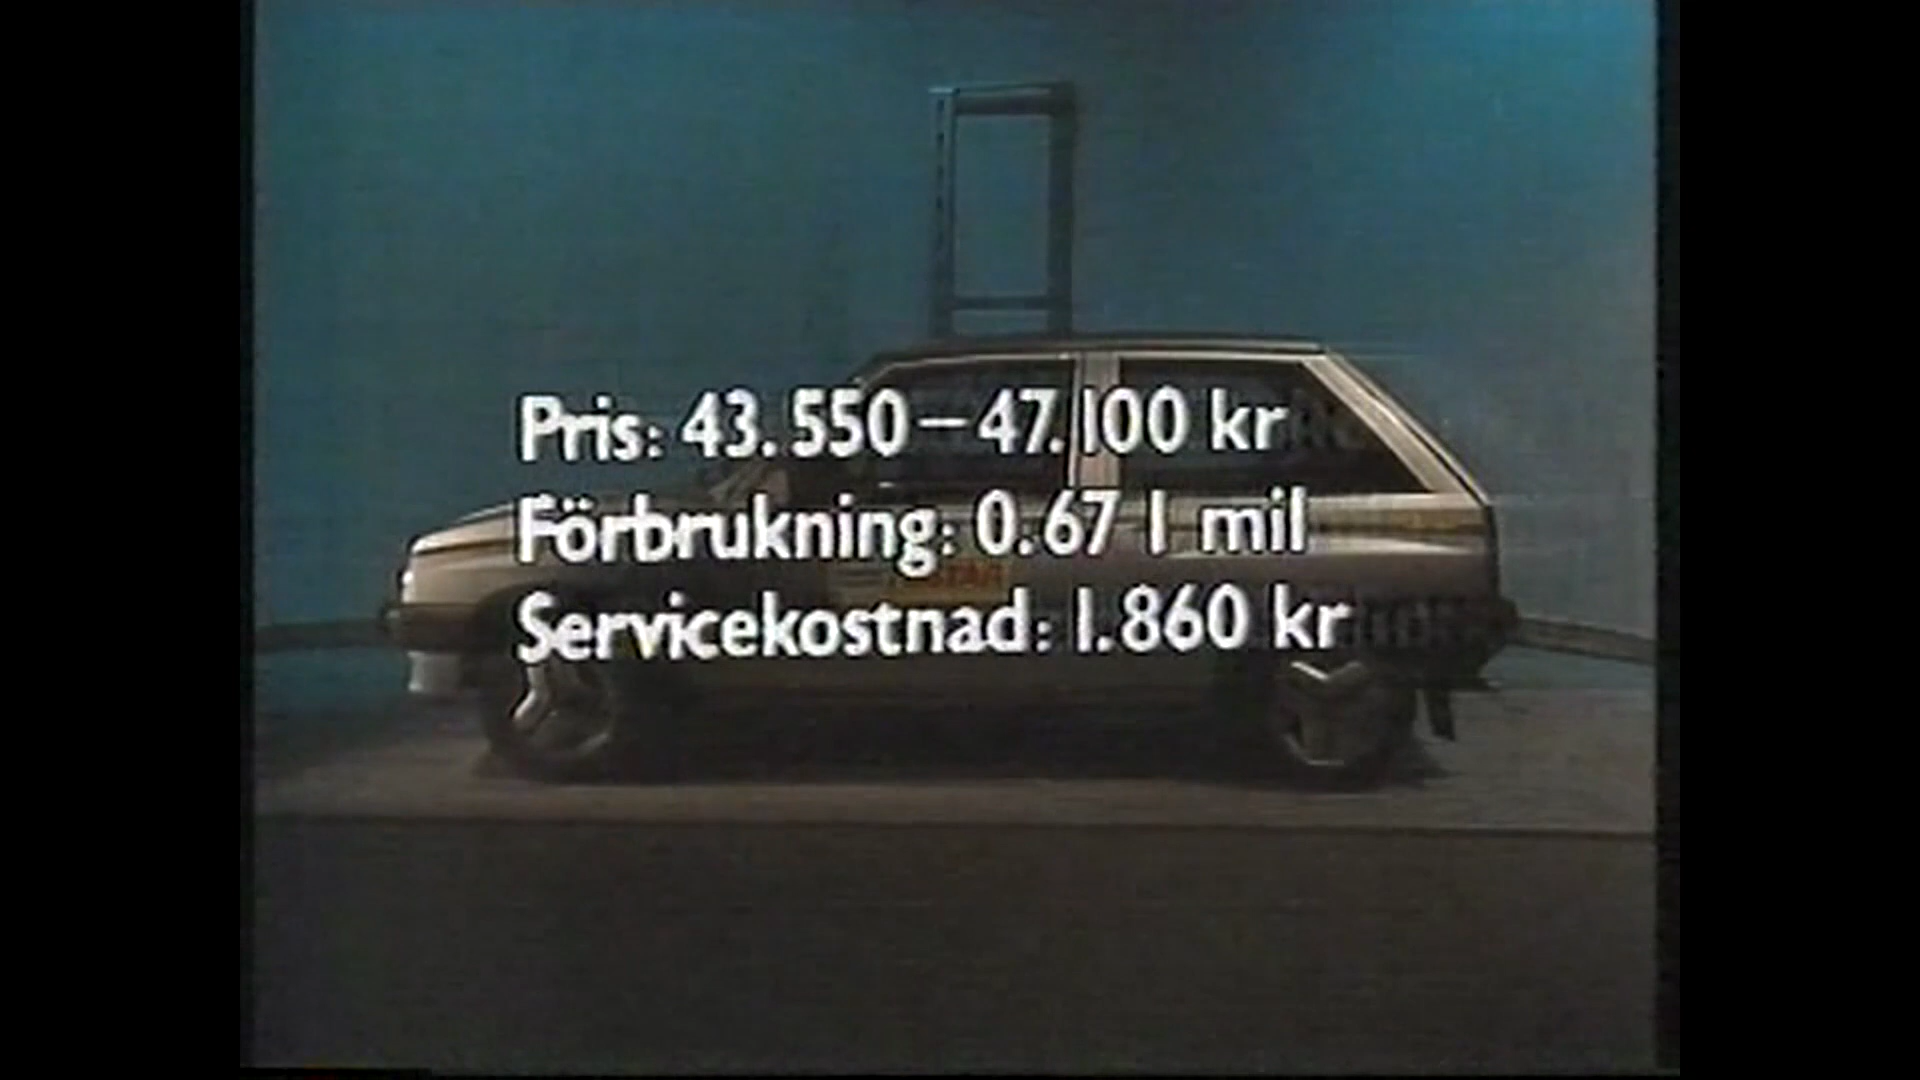 Pris: 43.550–47.100 kr
Förbrukning: 0.67 l mil
Servicekostnad: 1.860 kr